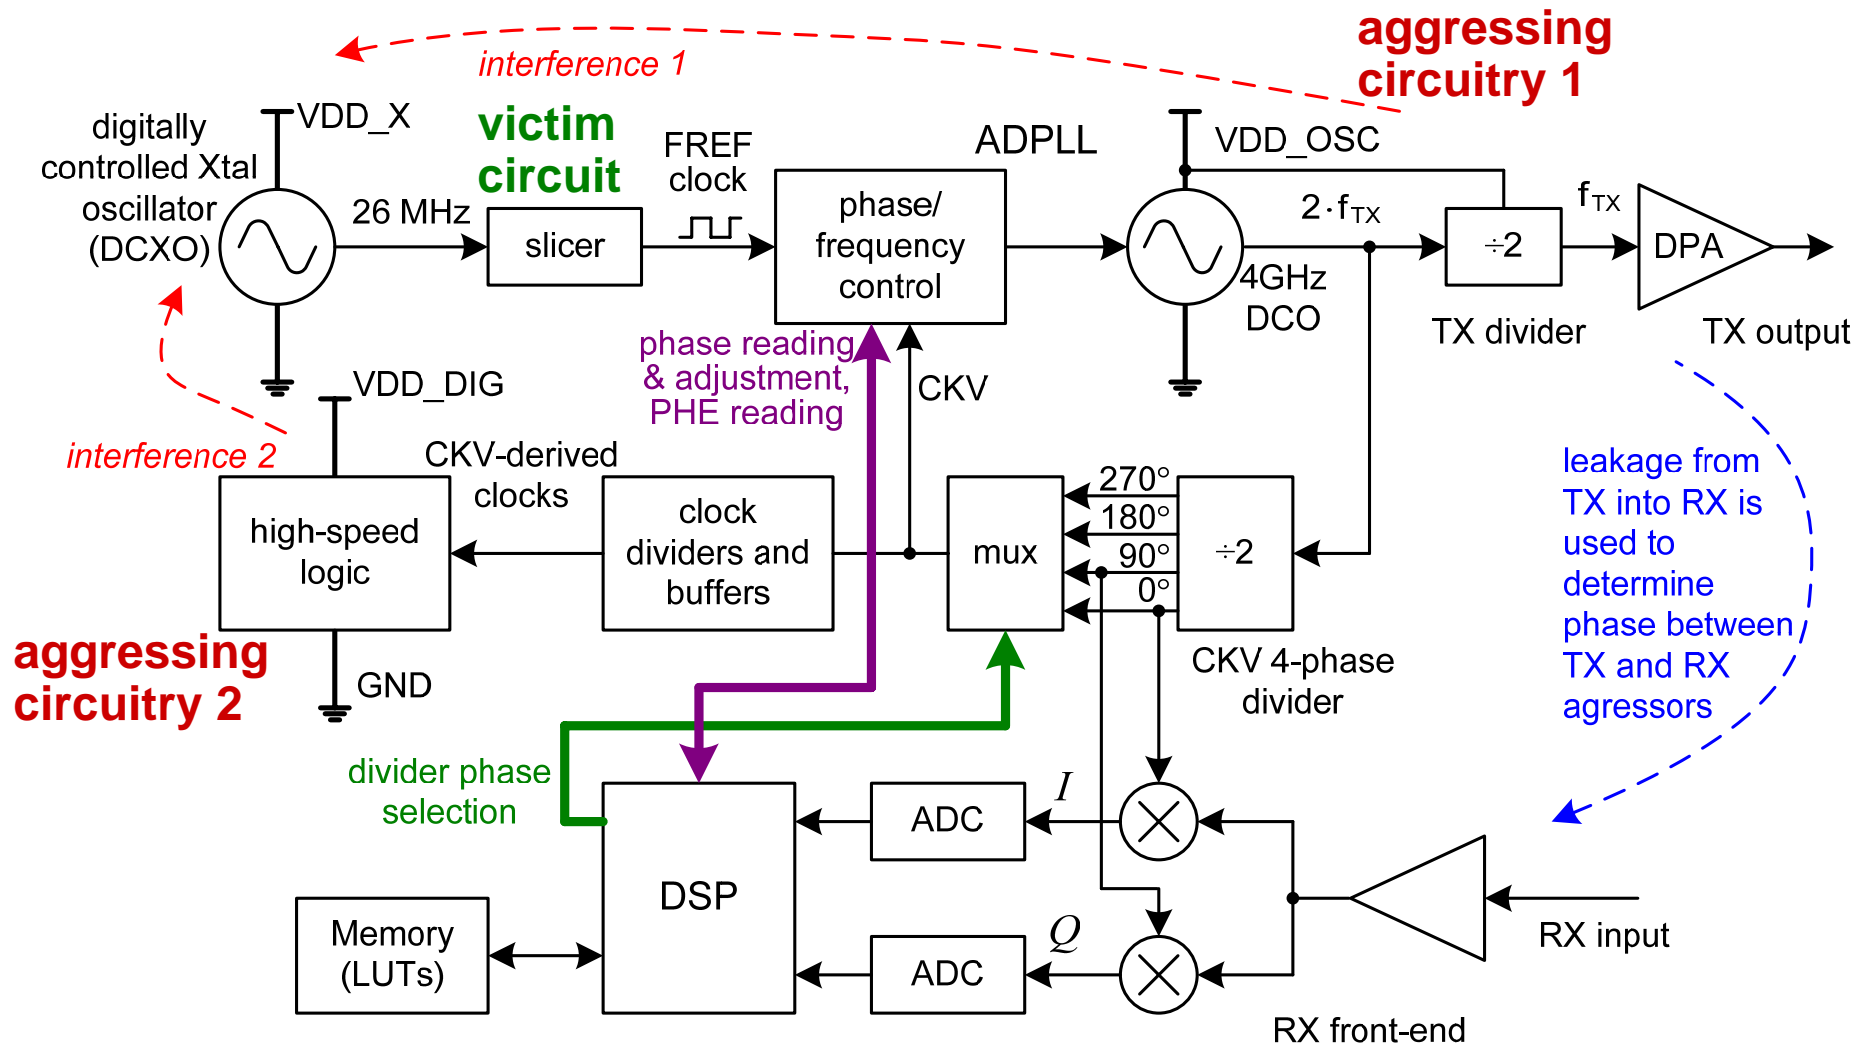 aggressing
circuitry 1
interference 1
VDD_X
victim
circuit
digitally
controlled Xtal
oscillator
(DCXO)
26 MHz
slicer
FREF
clock
ADPLL
phase/
frequency
control
VDD_OSC
2·fTX
4GHz
DCO
÷2
TX divider
fTX
DPA
TX output
phase reading
& adjustment,
PHE reading
CKV
VDD_DIG
interference 2
CKV-derived
clocks
high-speed
logic
clock
dividers and
buffers
mux
270°
180°
90°
0°
÷2
CKV 4-phase
divider
leakage from
TX into RX is
used to
determine
phase between
TX and RX
agressors
aggressing
circuitry 2
GND
divider phase
selection
DSP
ADC
I
ADC
Q
Memory
(LUTs)
RX input
RX front-end